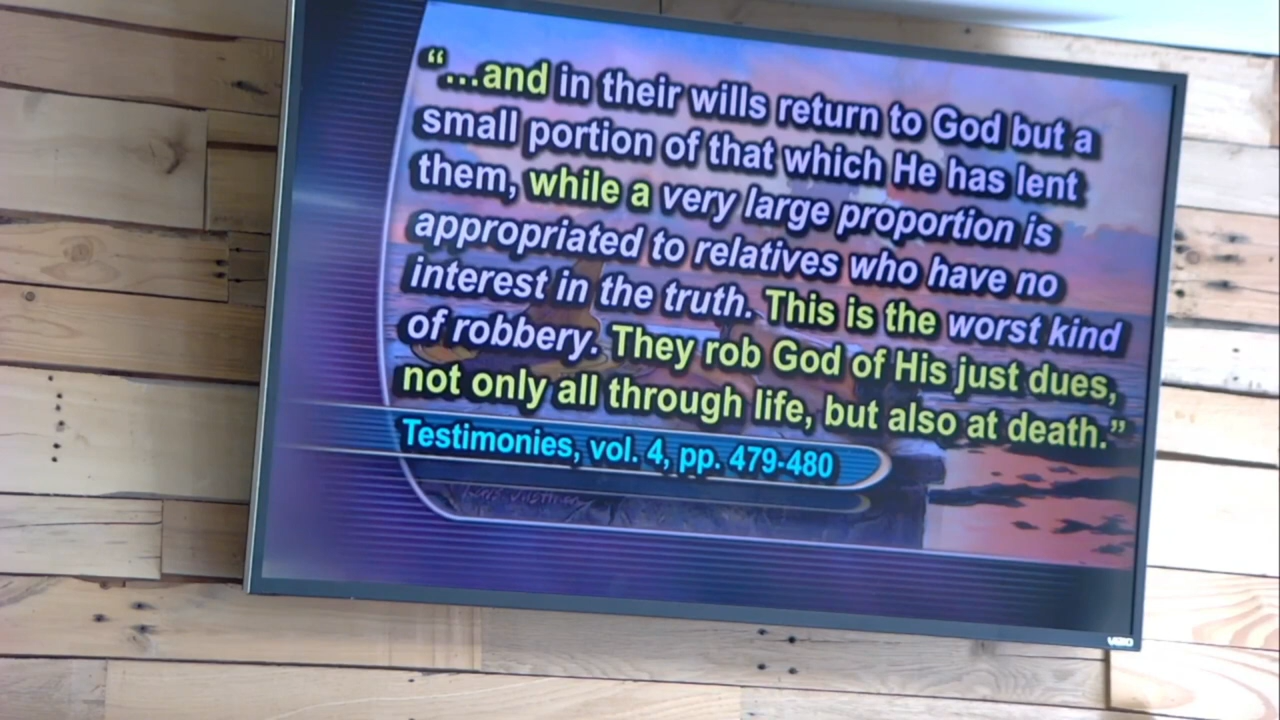 “...and in their wills return to God but a
small portion of that which He has lent
them, while a very large proportion is
appropriated to relatives who have no
interest in the truth. This is the worst kind
of robbery. They rob God of His just dues,
not only all through life, but also at death.”
Testimonies, vol. 4, pp. 479-480
VIZIO